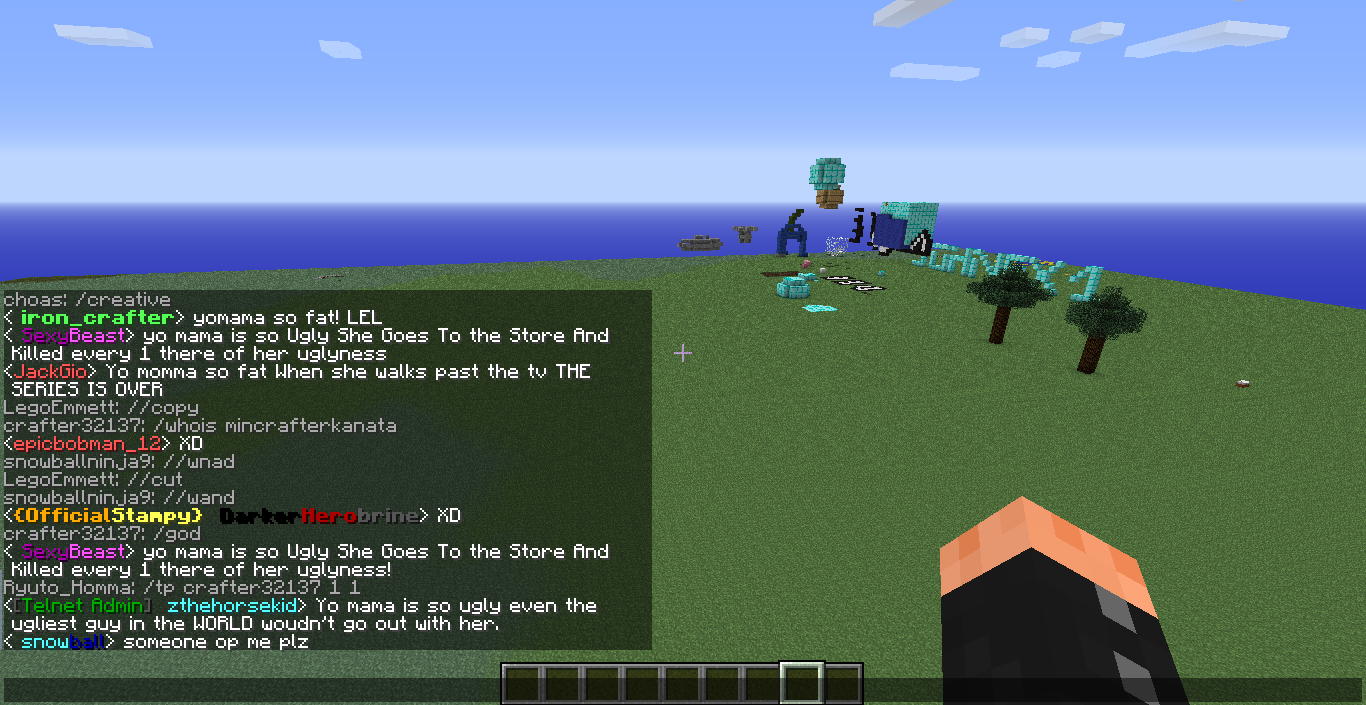 choas: /creative
< iron_crafter> yomama so fat! LEL
< SexyBeast> yo mama is so Ugly She Goes To the Store And
Killed every 1 there of her uglyness
<JackGio> Yo momma so fat When she walks past the tv THE
SERIES IS OVER
LegoEmmett: //copy
crafter32137: /whois mincrafterkanata
<epicbobman_12> XD
snowballninja9: //wnad
LegoEmmett: //cut
snowballninja9: //wand
<{OfficialStampy} DarkerHerobrine> XD
crafter32137: /god
< SexyBeast> yo mama is so Ugly She Goes To the Store And
Killed every 1 there of her uglyness!
Ryuto_Homma: /tp crafter32137 1 1
<[Telnet Admin] zthehorsekid> Yo mama is so ugly even the
ugliest guy in the WORLD woudn't go out with her.
< snowball> someone op me plz